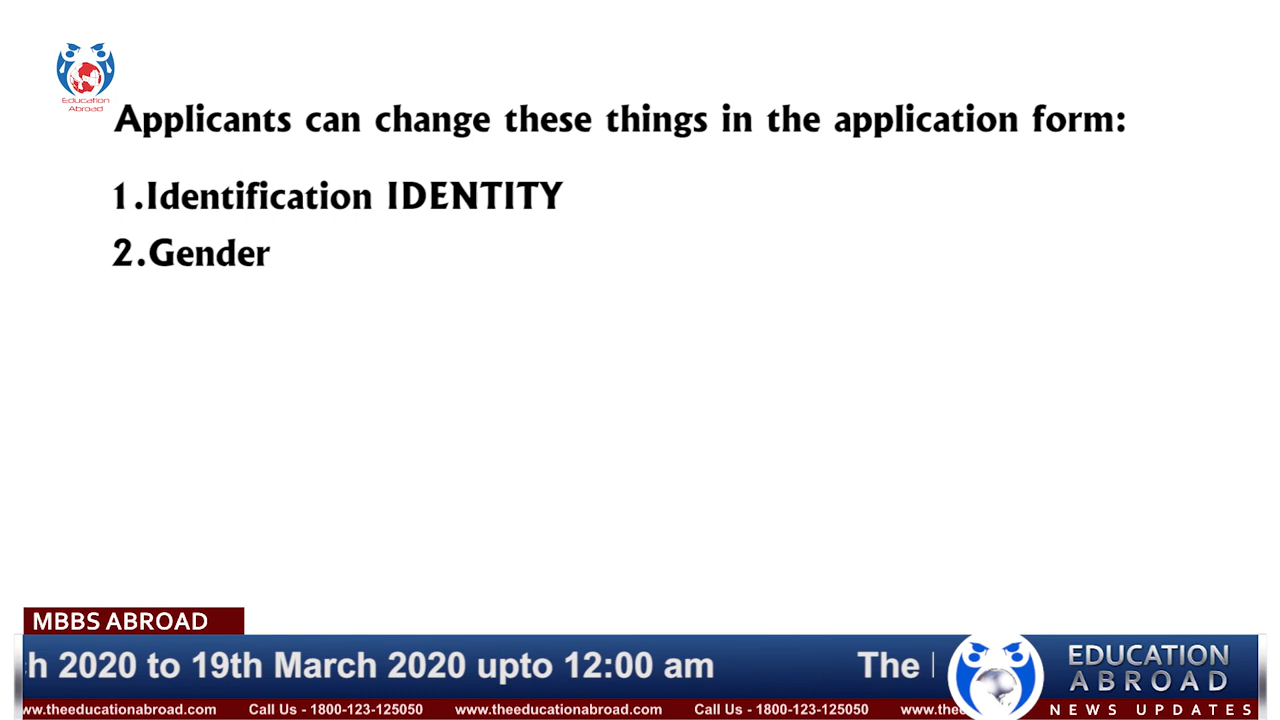 Education
Abroad
Applicants can change these things in the application form:
1.Identification IDENTITY
2.Gender
MBBS ABROAD
h 2020 to 19th March 2020 upto 12:00 am The
EDUCATION
ABROAD
www.theeducationabroad.com Call Us - 1800-123-125050 www.theeducationabroad.com Call Us - 1800-123-125050 www.thee
NEWS UPDATES